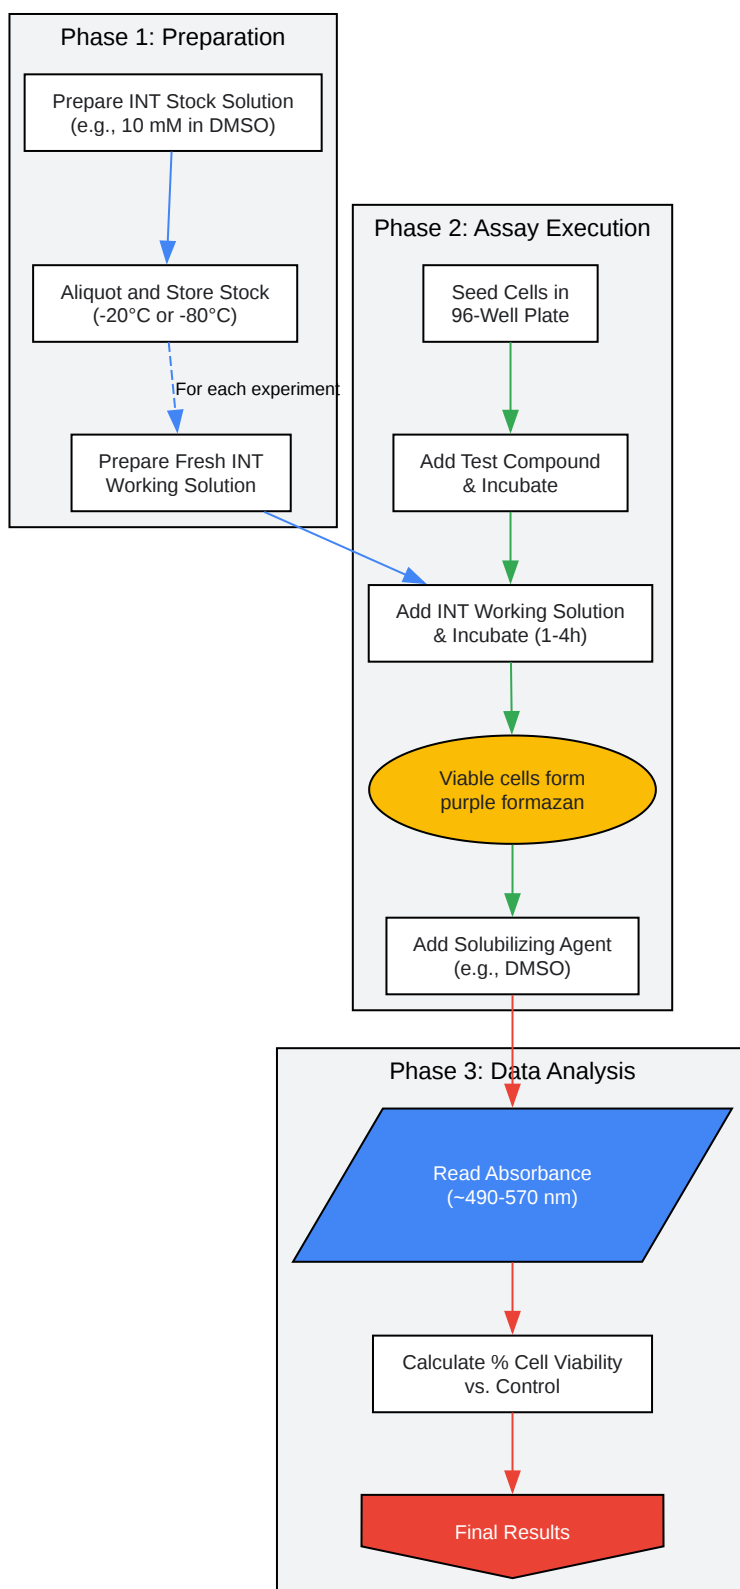 Phase 1: Preparation
Prepare INT Stock Solution
(e.g., 10 mM in DMSO)
Aliquot and Store Stock
(-20°C or -80°C)
For each experiment
Prepare Fresh INT
Working Solution
Phase 2: Assay Execution
Seed Cells in
96-Well Plate
Add Test Compound
& Incubate
Add INT Working Solution
& Incubate (1-4h)
Viable cells form
purple formazan
Add Solubilizing Agent
(e.g., DMSO)
Phase 3: Data Analysis
Read Absorbance
(~490-570 nm)
Calculate % Cell Viability
vs. Control
Final Results